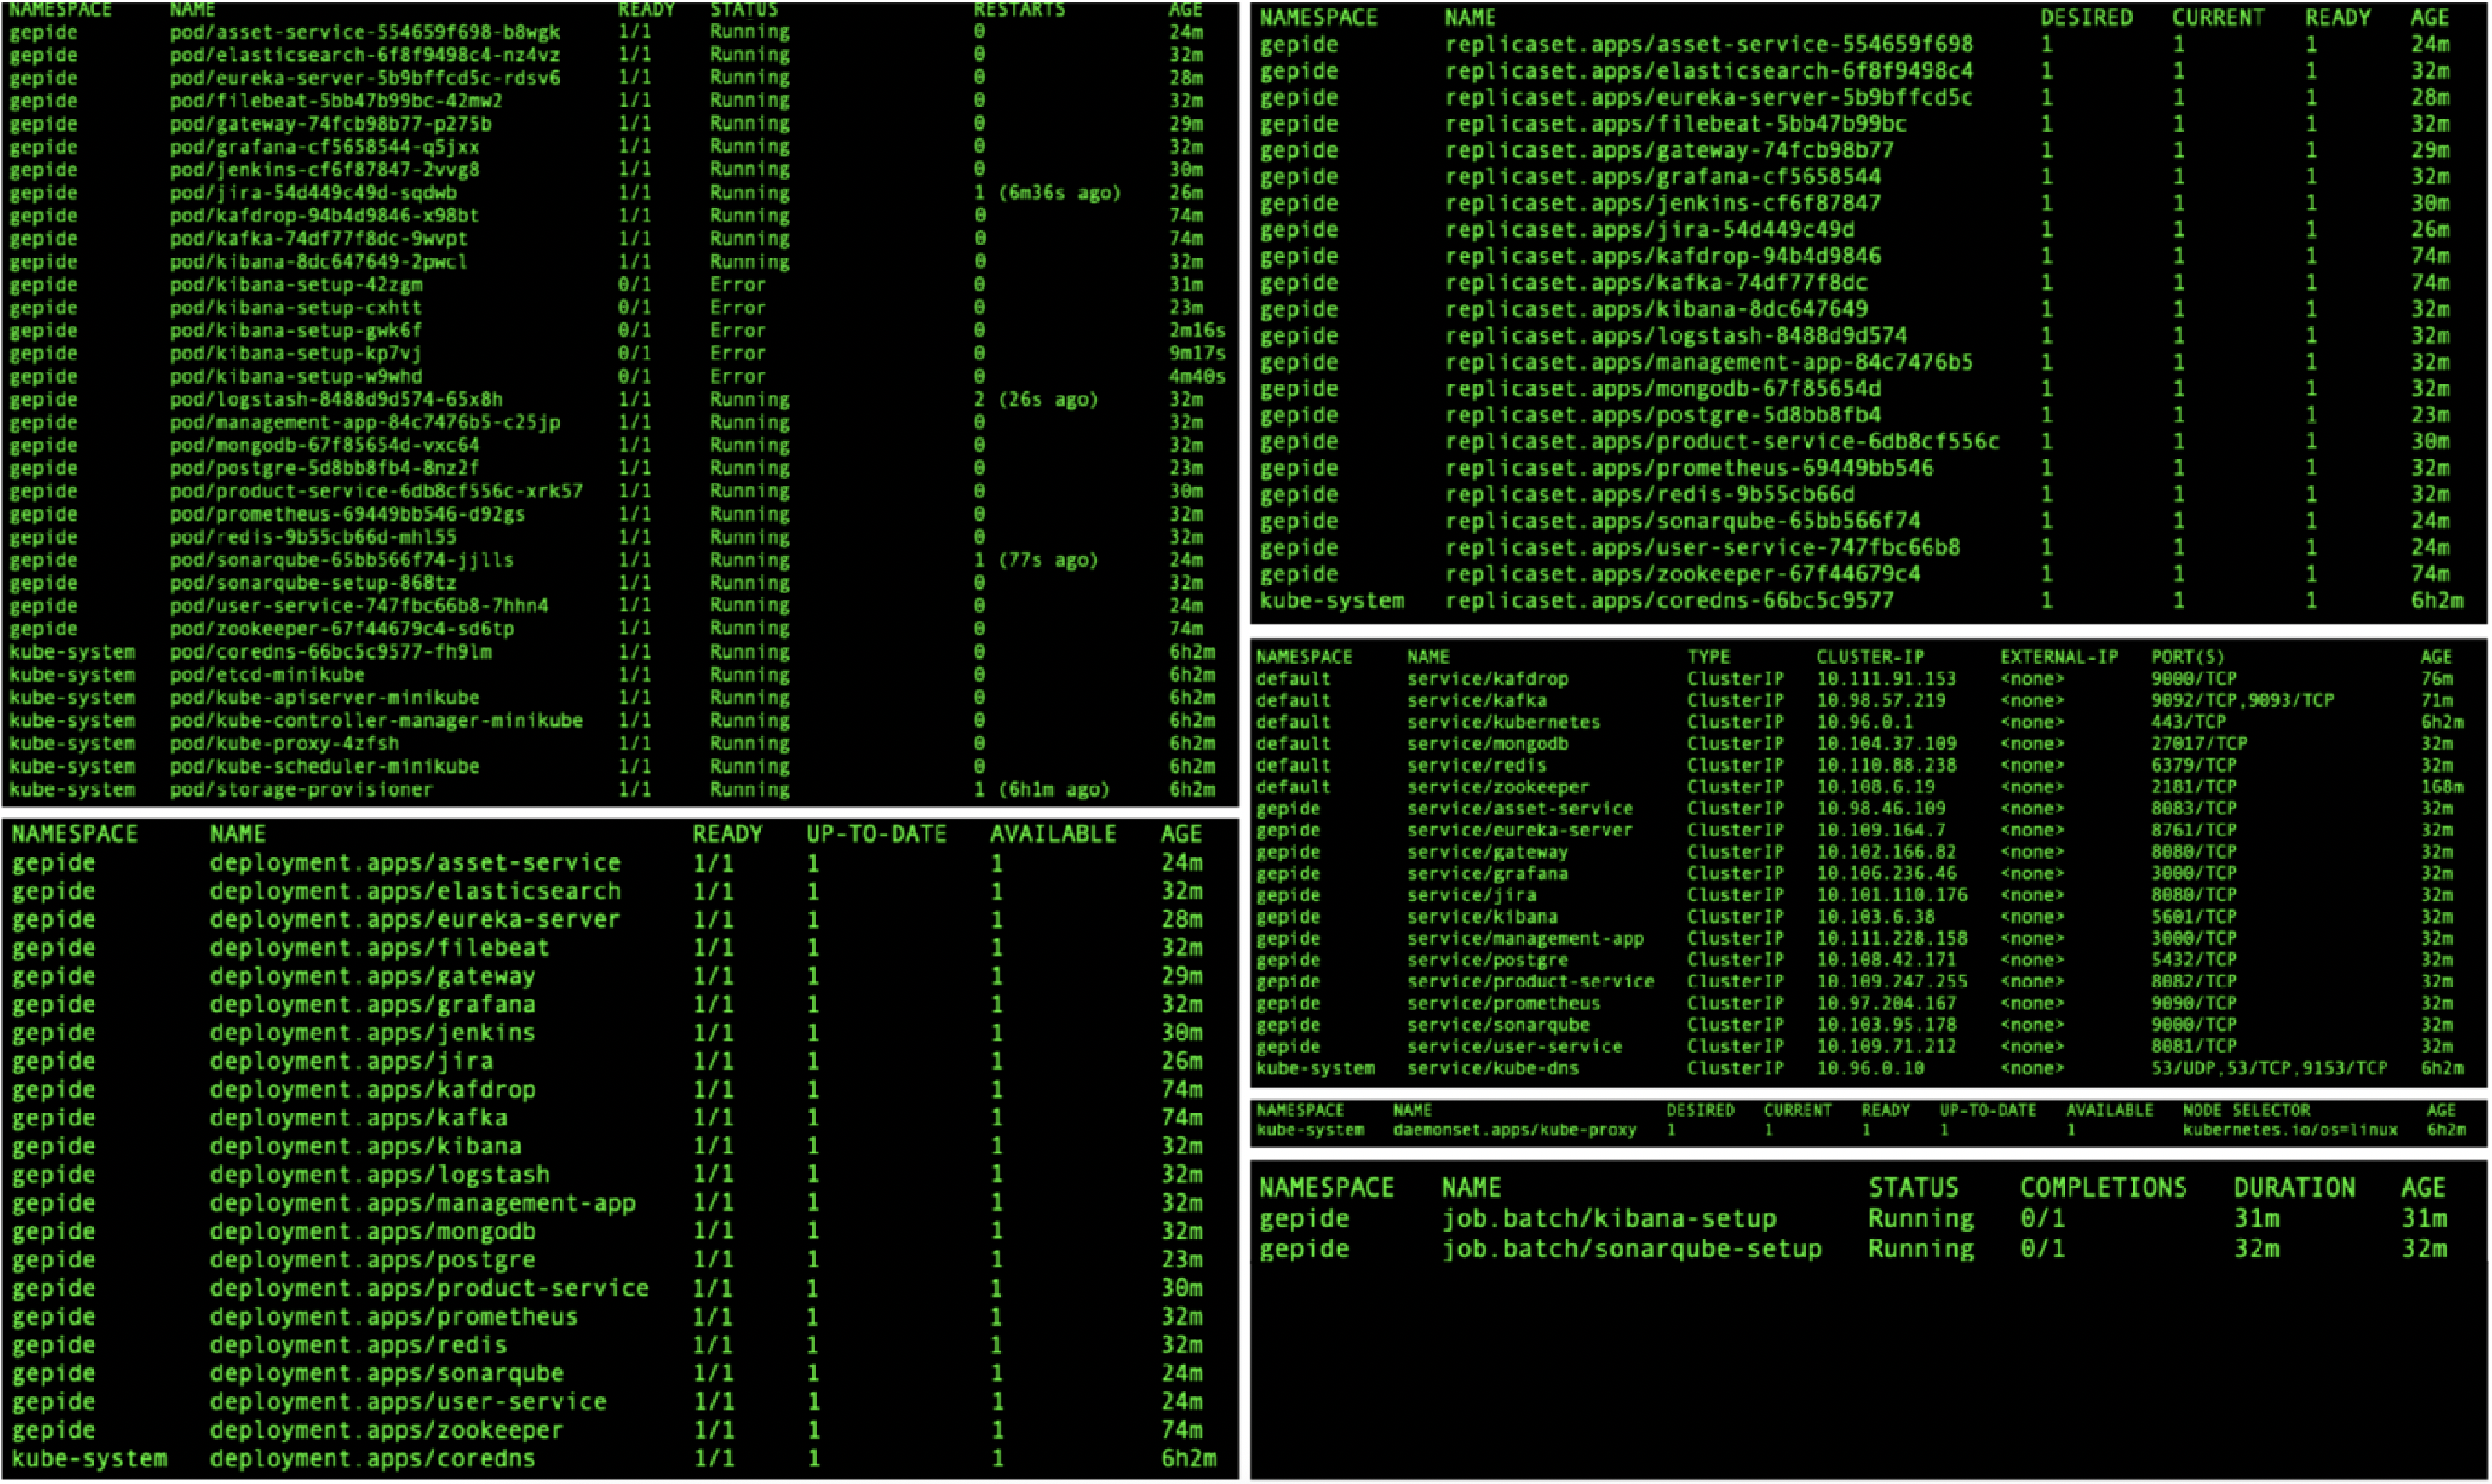 NAMESPACE NAME READY STATUS RESTARTS AGE
gepide pod/asset-service-554659f698-b8wgk 1/1 Running 0 24m
gepide pod/elasticsearch-6f8f9498c4-nz4vz 1/1 Running 0 32m
gepide pod/eureka-server-5b9bffcd5c-rdsv6 1/1 Running 0 28m
gepide pod/filebeat-5bb47b99bc-42mw2 1/1 Running 0 32m
gepide pod/gateway-74fcb98b77-p275b 1/1 Running 0 29m
gepide pod/grafana-cf5658544-q5jxx 1/1 Running 0 32m
gepide pod/jenkins-cf6f87847-2vvg8 1/1 Running 0 30m
gepide pod/jira-54d449c49d-sqdwb 1/1 Running 1 (6m36s ago) 26m
gepide pod/kafdrop-94b4d9846-x98bt 1/1 Running 0 74m
gepide pod/kafka-74df77f8dc-9wvpt 1/1 Running 0 74m
gepide pod/kibana-8dc647649-2pwcl 1/1 Running 0 32m
gepide pod/kibana-setup-42zgm 0/1 Error 0 31m
gepide pod/kibana-setup-cxhtt 0/1 Error 0 23m
gepide pod/kibana-setup-gwk6f 0/1 Error 0 2m16s
gepide pod/kibana-setup-kp7vj 0/1 Error 0 9m17s
gepide pod/kibana-setup-w9whd 0/1 Error 0 4m40s
gepide pod/logstash-8488d9d574-65x8h 1/1 Running 2 (26s ago) 32m
gepide pod/management-app-84c7476b5-c25jp 1/1 Running 0 32m
gepide pod/mongodb-67f85654d-vxc64 1/1 Running 0 32m
gepide pod/postgre-5d8bb8fb4-8nz2f 1/1 Running 0 23m
gepide pod/product-service-6db8cf556c-xrk57 1/1 Running 0 30m
gepide pod/prometheus-69449bb546-d92gs 1/1 Running 0 32m
gepide pod/redis-9b55cb66d-mhl55 1/1 Running 0 32m
gepide pod/sonarqube-65bb566f74-jjlls 1/1 Running 1 (77s ago) 24m
gepide pod/sonarqube-setup-868tz 1/1 Running 0 32m
gepide pod/user-service-747fbc66b8-7hhn4 1/1 Running 0 24m
gepide pod/zookeeper-67f44679c4-sd6tp 1/1 Running 0 74m
kube-system pod/coredns-66bc5c9577-fh9lm 1/1 Running 0 6h2m
kube-system pod/etcd-minikube 1/1 Running 0 6h2m
kube-system pod/kube-apiserver-minikube 1/1 Running 0 6h2m
kube-system pod/kube-controller-manager-minikube 1/1 Running 0 6h2m
kube-system pod/kube-proxy-4zfsh 1/1 Running 0 6h2m
kube-system pod/kube-scheduler-minikube 1/1 Running 0 6h2m
kube-system pod/storage-provisioner 1/1 Running 1 (6h1m ago) 6h2m
NAMESPACE NAME READY UP-TO-DATE AVAILABLE AGE
gepide deployment.apps/asset-service 1/1 1 1 24m
gepide deployment.apps/elasticsearch 1/1 1 1 32m
gepide deployment.apps/eureka-server 1/1 1 1 28m
gepide deployment.apps/filebeat 1/1 1 1 32m
gepide deployment.apps/gateway 1/1 1 1 29m
gepide deployment.apps/grafana 1/1 1 1 32m
gepide deployment.apps/jenkins 1/1 1 1 30m
gepide deployment.apps/jira 1/1 1 1 26m
gepide deployment.apps/kafdrop 1/1 1 1 74m
gepide deployment.apps/kafka 1/1 1 1 74m
gepide deployment.apps/kibana 1/1 1 1 32m
gepide deployment.apps/logstash 1/1 1 1 32m
gepide deployment.apps/management-app 1/1 1 1 32m
gepide deployment.apps/mongodb 1/1 1 1 32m
gepide deployment.apps/postgre 1/1 1 1 23m
gepide deployment.apps/product-service 1/1 1 1 30m
gepide deployment.apps/prometheus 1/1 1 1 32m
gepide deployment.apps/redis 1/1 1 1 32m
gepide deployment.apps/sonarqube 1/1 1 1 24m
gepide deployment.apps/user-service 1/1 1 1 24m
gepide deployment.apps/zookeeper 1/1 1 1 74m
kube-system deployment.apps/coredns 1/1 1 1 6h2m
NAMESPACE NAME DESIRED CURRENT READY AGE
gepide replicaset.apps/asset-service-554659f698 1 1 1 24m
gepide replicaset.apps/elasticsearch-6f8f9498c4 1 1 1 32m
gepide replicaset.apps/eureka-server-5b9bffcd5c 1 1 1 28m
gepide replicaset.apps/filebeat-5bb47b99bc 1 1 1 32m
gepide replicaset.apps/gateway-74fcb98b77 1 1 1 29m
gepide replicaset.apps/grafana-cf5658544 1 1 1 32m
gepide replicaset.apps/jenkins-cf6f87847 1 1 1 30m
gepide replicaset.apps/jira-54d449c49d 1 1 1 26m
gepide replicaset.apps/kafdrop-94b4d9846 1 1 1 74m
gepide replicaset.apps/kafka-74df77f8dc 1 1 1 74m
gepide replicaset.apps/kibana-8dc647649 1 1 1 32m
gepide replicaset.apps/logstash-8488d9d574 1 1 1 32m
gepide replicaset.apps/management-app-84c7476b5 1 1 1 32m
gepide replicaset.apps/mongodb-67f85654d 1 1 1 32m
gepide replicaset.apps/postgre-5d8bb8fb4 1 1 1 23m
gepide replicaset.apps/product-service-6db8cf556c 1 1 1 30m
gepide replicaset.apps/prometheus-69449bb546 1 1 1 32m
gepide replicaset.apps/redis-9b55cb66d 1 1 1 32m
gepide replicaset.apps/sonarqube-65bb566f74 1 1 1 24m
gepide replicaset.apps/user-service-747fbc66b8 1 1 1 24m
gepide replicaset.apps/zookeeper-67f44679c4 1 1 1 74m
kube-system replicaset.apps/coredns-66bc5c9577 1 1 1 6h2m
NAMESPACE NAME TYPE CLUSTER-IP EXTERNAL-IP PORT(S) AGE
default service/kafdrop ClusterIP 10.111.91.153 <none> 9000/TCP 76m
default service/kafka ClusterIP 10.98.57.219 <none> 9092/TCP,9093/TCP 71m
default service/kubernetes ClusterIP 10.96.0.1 <none> 443/TCP 6h2m
default service/mongodb ClusterIP 10.104.37.109 <none> 27017/TCP 32m
default service/redis ClusterIP 10.110.88.238 <none> 6379/TCP 32m
default service/zookeeper ClusterIP 10.108.6.19 <none> 2181/TCP 168m
gepide service/asset-service ClusterIP 10.98.46.109 <none> 8083/TCP 32m
gepide service/eureka-server ClusterIP 10.109.164.7 <none> 8761/TCP 32m
gepide service/gateway ClusterIP 10.102.166.82 <none> 8080/TCP 32m
gepide service/grafana ClusterIP 10.106.236.46 <none> 3000/TCP 32m
gepide service/jira ClusterIP 10.101.110.176 <none> 8080/TCP 32m
gepide service/kibana ClusterIP 10.103.6.38 <none> 5601/TCP 32m
gepide service/management-app ClusterIP 10.111.228.158 <none> 3000/TCP 32m
gepide service/postgre ClusterIP 10.108.42.171 <none> 5432/TCP 32m
gepide service/product-service ClusterIP 10.109.247.255 <none> 8082/TCP 32m
gepide service/prometheus ClusterIP 10.97.204.167 <none> 9090/TCP 32m
gepide service/sonarqube ClusterIP 10.103.95.178 <none> 9000/TCP 32m
gepide service/user-service ClusterIP 10.109.71.212 <none> 8081/TCP 32m
kube-system service/kube-dns ClusterIP 10.96.0.10 <none> 53/UDP,53/TCP,9153/TCP 6h2m
NAMESPACE NAME DESIRED CURRENT READY UP-TO-DATE AVAILABLE NODE SELECTOR AGE
kube-system daemonset.apps/kube-proxy 1 1 1 1 1 kubernetes.io/os=linux 6h2m
NAMESPACE NAME STATUS COMPLETIONS DURATION AGE
gepide job.batch/kibana-setup Running 0/1 31m 31m
gepide job.batch/sonarqube-setup Running 0/1 32m 32m